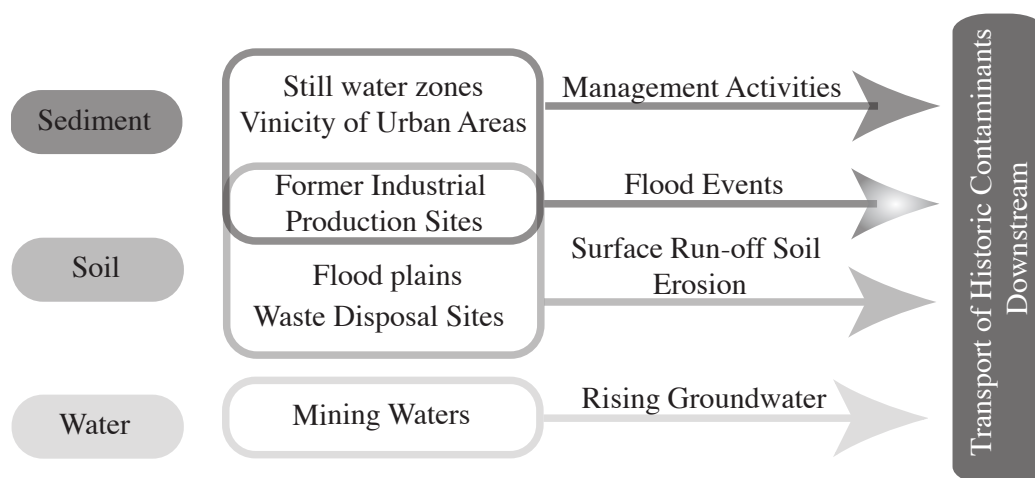 Sediment
Still water zones
Vinicity of Urban Areas
Management Activities
Former Industrial
Production Sites
Flood Events
Soil
Flood plains
Waste Disposal Sites
Surface Run-off Soil
Erosion
Water
Mining Waters
Rising Groundwater
Transport of Historic Contaminants
Downstream